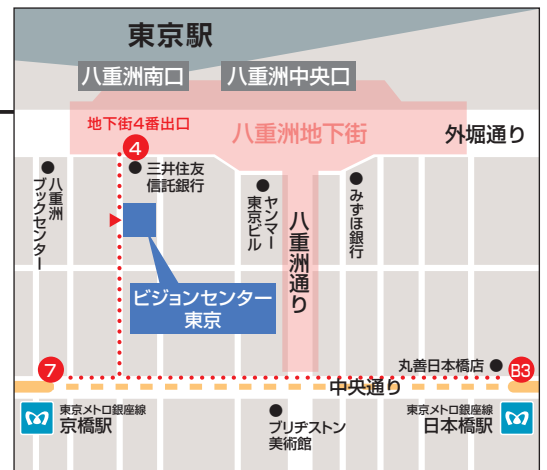 東京駅
八重洲南口
八重洲中央口
地下街4番出口
八重洲地下街
外堀通り
4
八重洲
ブックセンター
三井住友
信託銀行
ヤンマー
東京ビル
八重洲通り
みずほ銀行
ビジョンセンター
東京
7
丸善日本橋店
B3
中央通り
東京メトロ銀座線
京橋駅
ブリヂストン
美術館
東京メトロ銀座線
日本橋駅